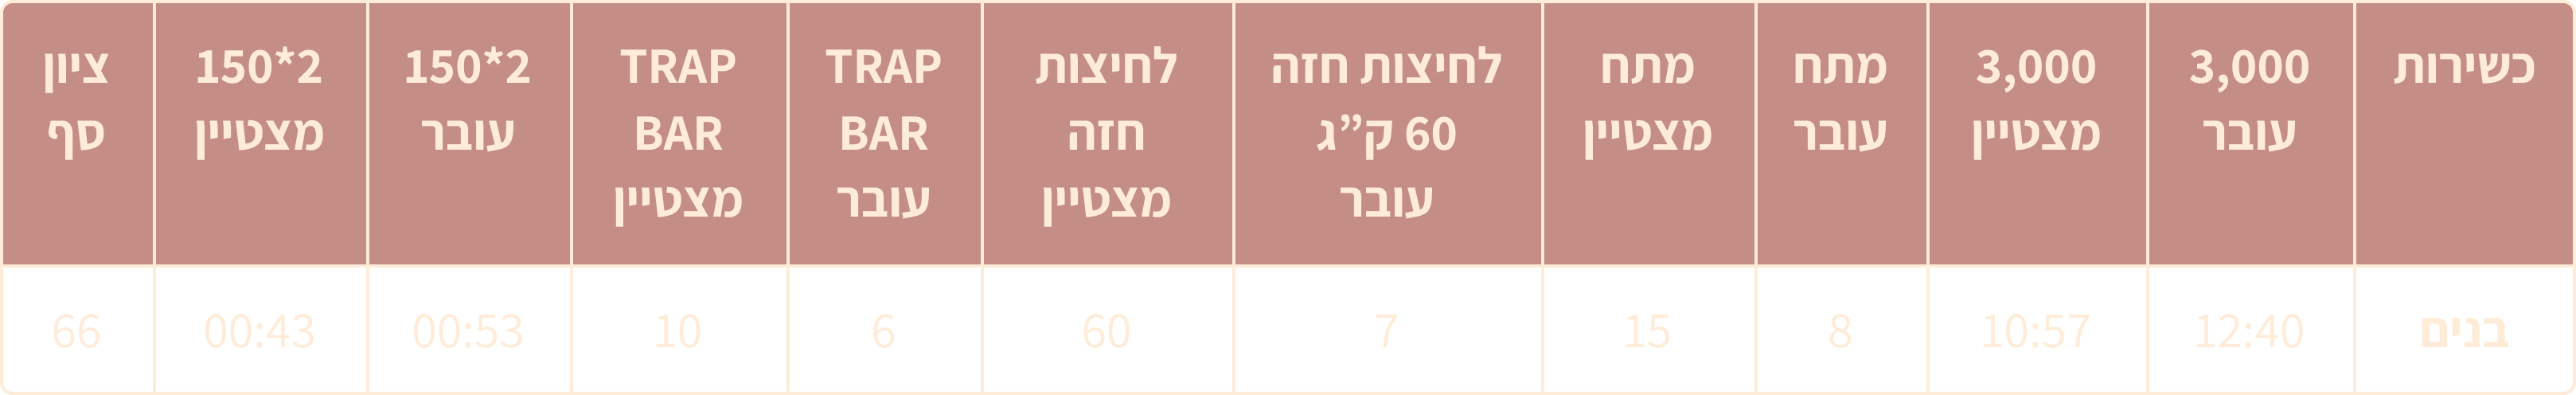 כשירות
3,000
עובר
3,000
מצטיין
מתח
עובר
מתח
מצטיין
לחיצות חזה
60 ק”ג
עובר
לחיצות
חזה
מצטיין
TRAP
BAR
עובר
TRAP
BAR
מצטיין
150*2
עובר
150*2
מצטיין
ציון
סף
בנים
12:40
10:57
8
15
7
60
6
10
00:53
00:43
66